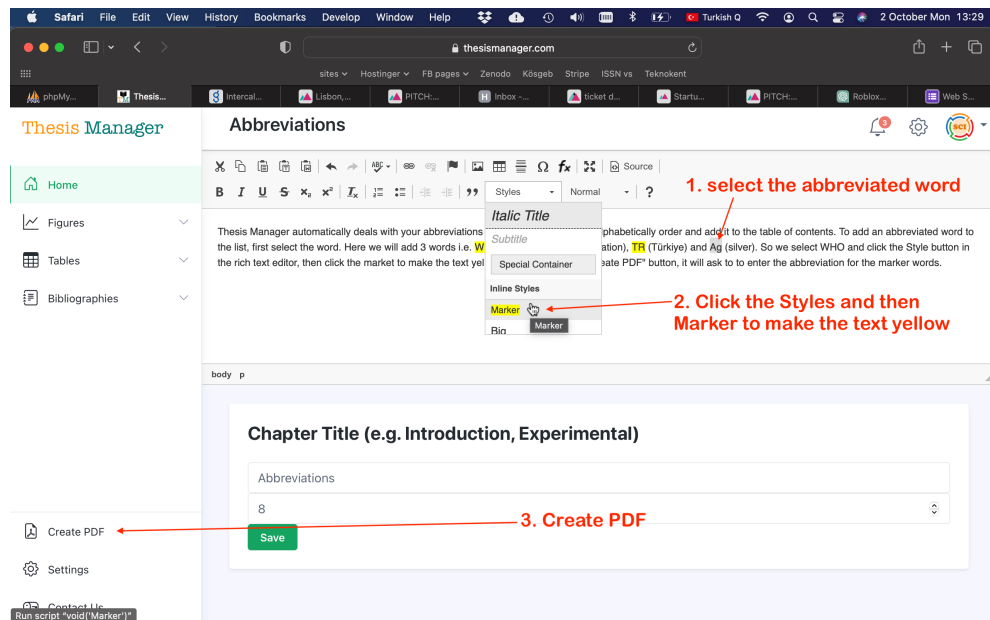 Safari File Edit View History Bookmarks Develop Window Help Turkish Q 2 October Mon 13:29
thesismanager.com
sites Hostinger FB pages Zenodo Kösgeb Stripe ISSN vs Teknokent
phpMy... Thesis... Intercal... Lisbon,... PITCH:... Inbox -... ticket d... Startu... PITCH:... Roblox... Web S...
Thesis Manager
Abbreviations
3
SCI
Home
Figures
Tables
Bibliographies
Source
B I U S x₂ x² Iₓ Styles Normal ?
1. select the abbreviated word
Thesis Manager automatically deals with your abbreviations
phabetically order and add it to the table of contents. To add an abbreviated word to
the list, first select the word. Here we will add 3 words i.e. W
ation), TR (Türkiye) and Ag (silver). So we select WHO and click the Style button in
the rich text editor, then click the market to make the text yel
eate PDF" button, it will ask to to enter the abbreviation for the marker words.
Italic Title
Subtitle
Special Container
Inline Styles
Marker
Marker
Big
2. Click the Styles and then
Marker to make the text yellow
body p
Chapter Title (e.g. Introduction, Experimental)
Abbreviations
8
Save
3. Create PDF
Create PDF
Settings
Contact Us
Run script "void('Marker')"